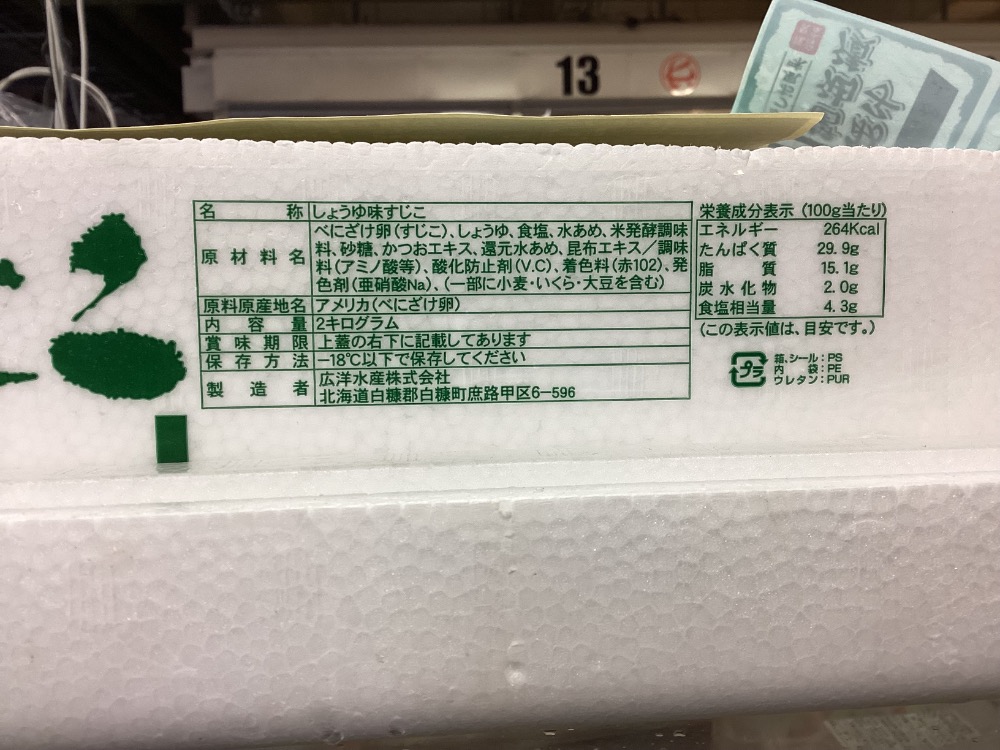 13
名称 しょうゆ味すじこ
原材料名 べにざけ卵(すじこ)、しょうゆ、食塩、水あめ、米発酵調味
料、砂糖、かつおエキス、還元水あめ、昆布エキス/調味
料(アミノ酸等)、酸化防止剤(V.C)、着色料(赤102)、発
色剤(亜硝酸Na)、(一部に小麦・いくら・大豆を含む)
原料原産地名 アメリカ(べにざけ卵)
内容量 2キログラム
賞味期限 上蓋の右下に記載してあります
保存方法 -18℃以下で保存してください
製造者 広洋水産株式会社
北海道白糠郡白糠町庶路甲区6-596
栄養成分表示 (100g当たり)
エネルギー 264Kcal
たんぱく質 29.9g
脂質 15.1g
炭水化物 2.0g
食塩相当量 4.3g
(この表示値は、目安です。)
プラ
箱、シール:PS
内袋:PE
ウレタン:PUR